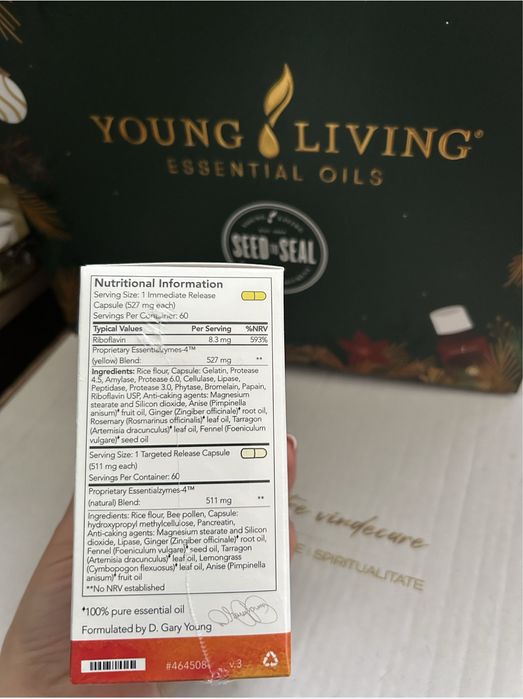 YOUNG LIVING®
ESSENTIAL OILS
SEED TO SEAL
Nutritional Information
Serving Size: 1 Immediate Release
Capsule (527 mg each)
Servings Per Container: 60
Typical Values Per Serving %NRV
Riboflavin 8.3 mg 593%
Proprietary Essentialzymes-4™
(yellow) Blend: 527 mg **
Ingredients: Rice flour, Capsule: Gelatin, Protease
4.5, Amylase, Protease 6.0, Cellulase, Lipase,
Peptidase, Protease 3.0, Phytase, Bromelain, Papain,
Riboflavin USP, Anti-caking agents: Magnesium
stearate and Silicon dioxide, Anise (Pimpinella
anisum)♦ fruit oil, Ginger (Zingiber officinale)♦ root oil,
Rosemary (Rosmarinus officinalis)♦ leaf oil, Tarragon
(Artemisia dracunculus)♦ leaf oil, Fennel (Foeniculum
vulgare)♦ seed oil
Serving Size: 1 Targeted Release Capsule
(511 mg each)
Servings Per Container: 60
Proprietary Essentialzymes-4™
(natural) Blend: 511 mg **
Ingredients: Rice flour, Bee pollen, Capsule:
hydroxypropyl methylcellulose, Pancreatin,
Anti-caking agents: Magnesium stearate and Silicon
dioxide, Lipase, Ginger (Zingiber officinale)♦ root oil,
Fennel (Foeniculum vulgare)♦ seed oil, Tarragon
(Artemisia dracunculus)♦ leaf oil, Lemongrass
(Cymbopogon flexuosus)♦ leaf oil, Anise (Pimpinella
anisum)♦ fruit oil
**No NRV established
♦100% pure essential oil
Formulated by D. Gary Young
#464508 v.3
vindecare
E I SPIRITUALITATE